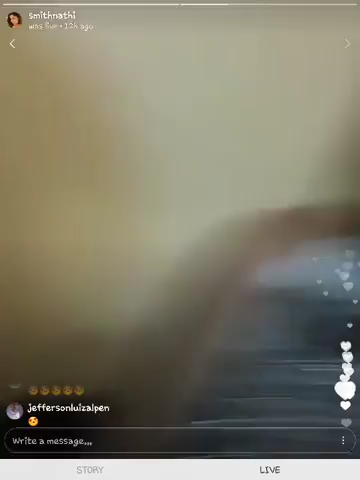 smithnathi
was live • 12h ago
jeffersonluizalpen
Write a message...
STORY
LIVE